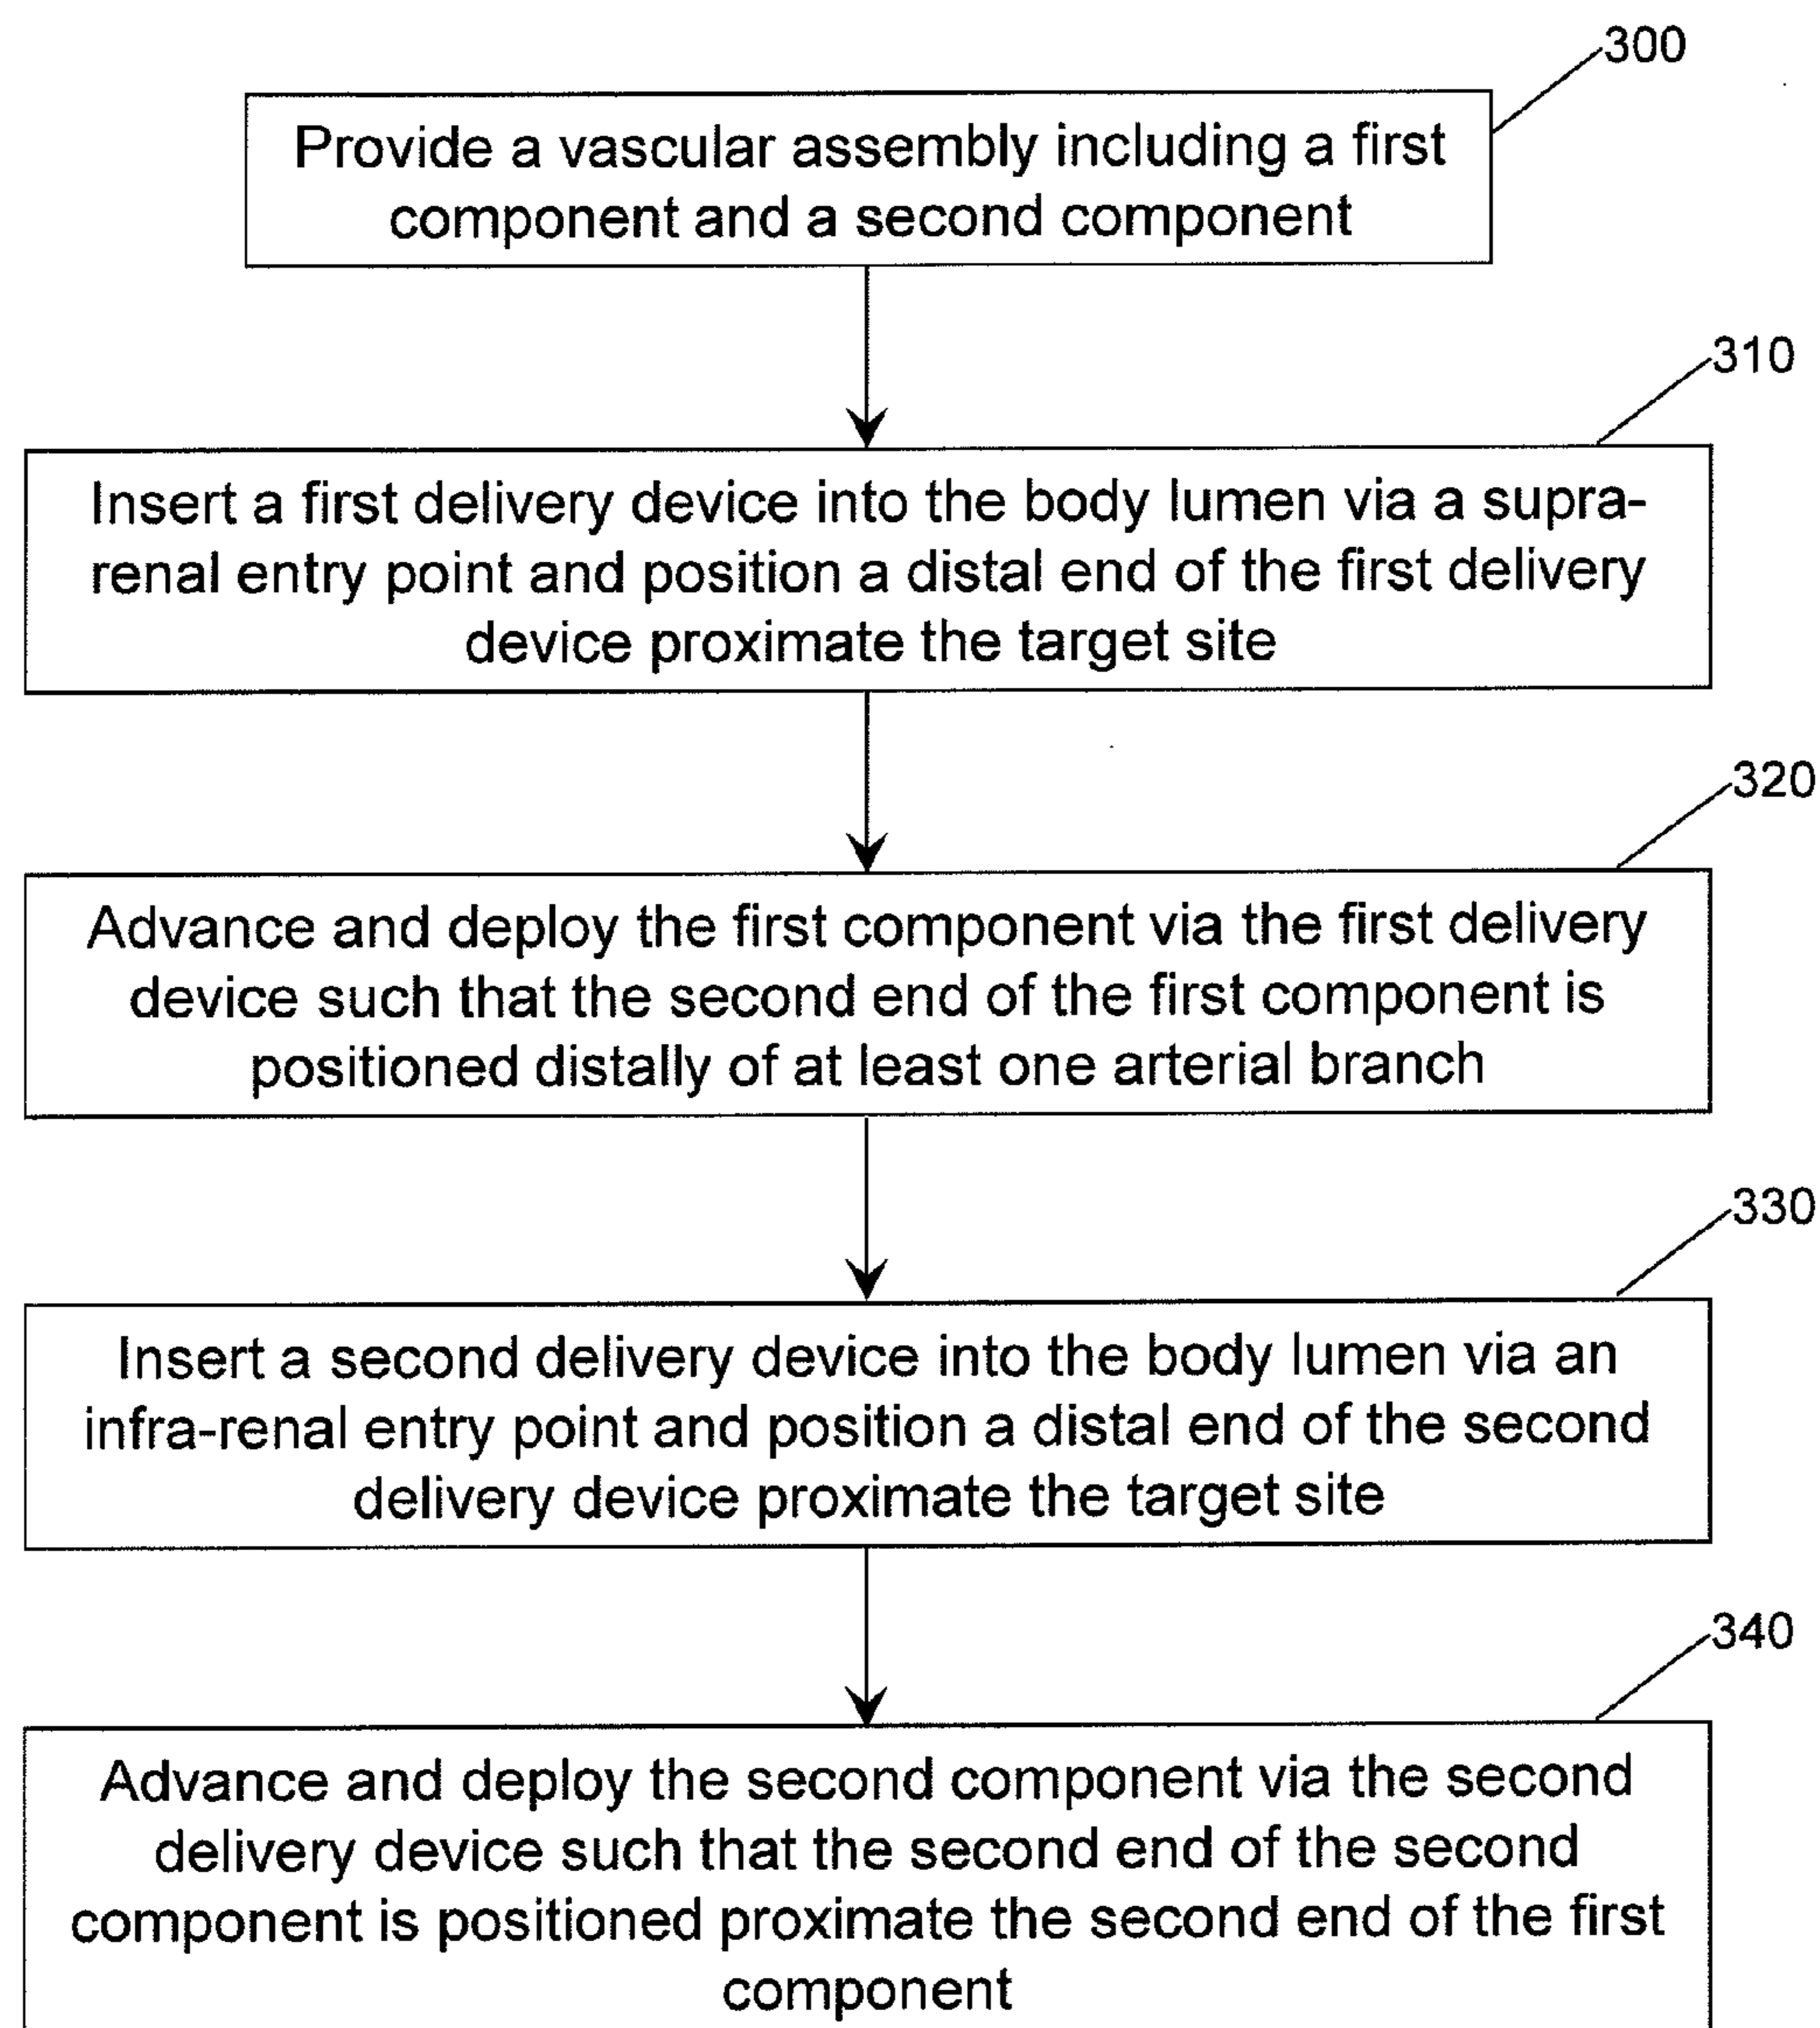 300
Provide a vascular assembly including a first
component and a second component
310
Insert a first delivery device into the body lumen via a supra-
renal entry point and position a distal end of the first delivery
device proximate the target site
320
Advance and deploy the first component via the first delivery
device such that the second end of the first component is
positioned distally of at least one arterial branch
330
Insert a second delivery device into the body lumen via an
infra-renal entry point and position a distal end of the second
delivery device proximate the target site
340
Advance and deploy the second component via the second
delivery device such that the second end of the second
component is positioned proximate the second end of the first
component